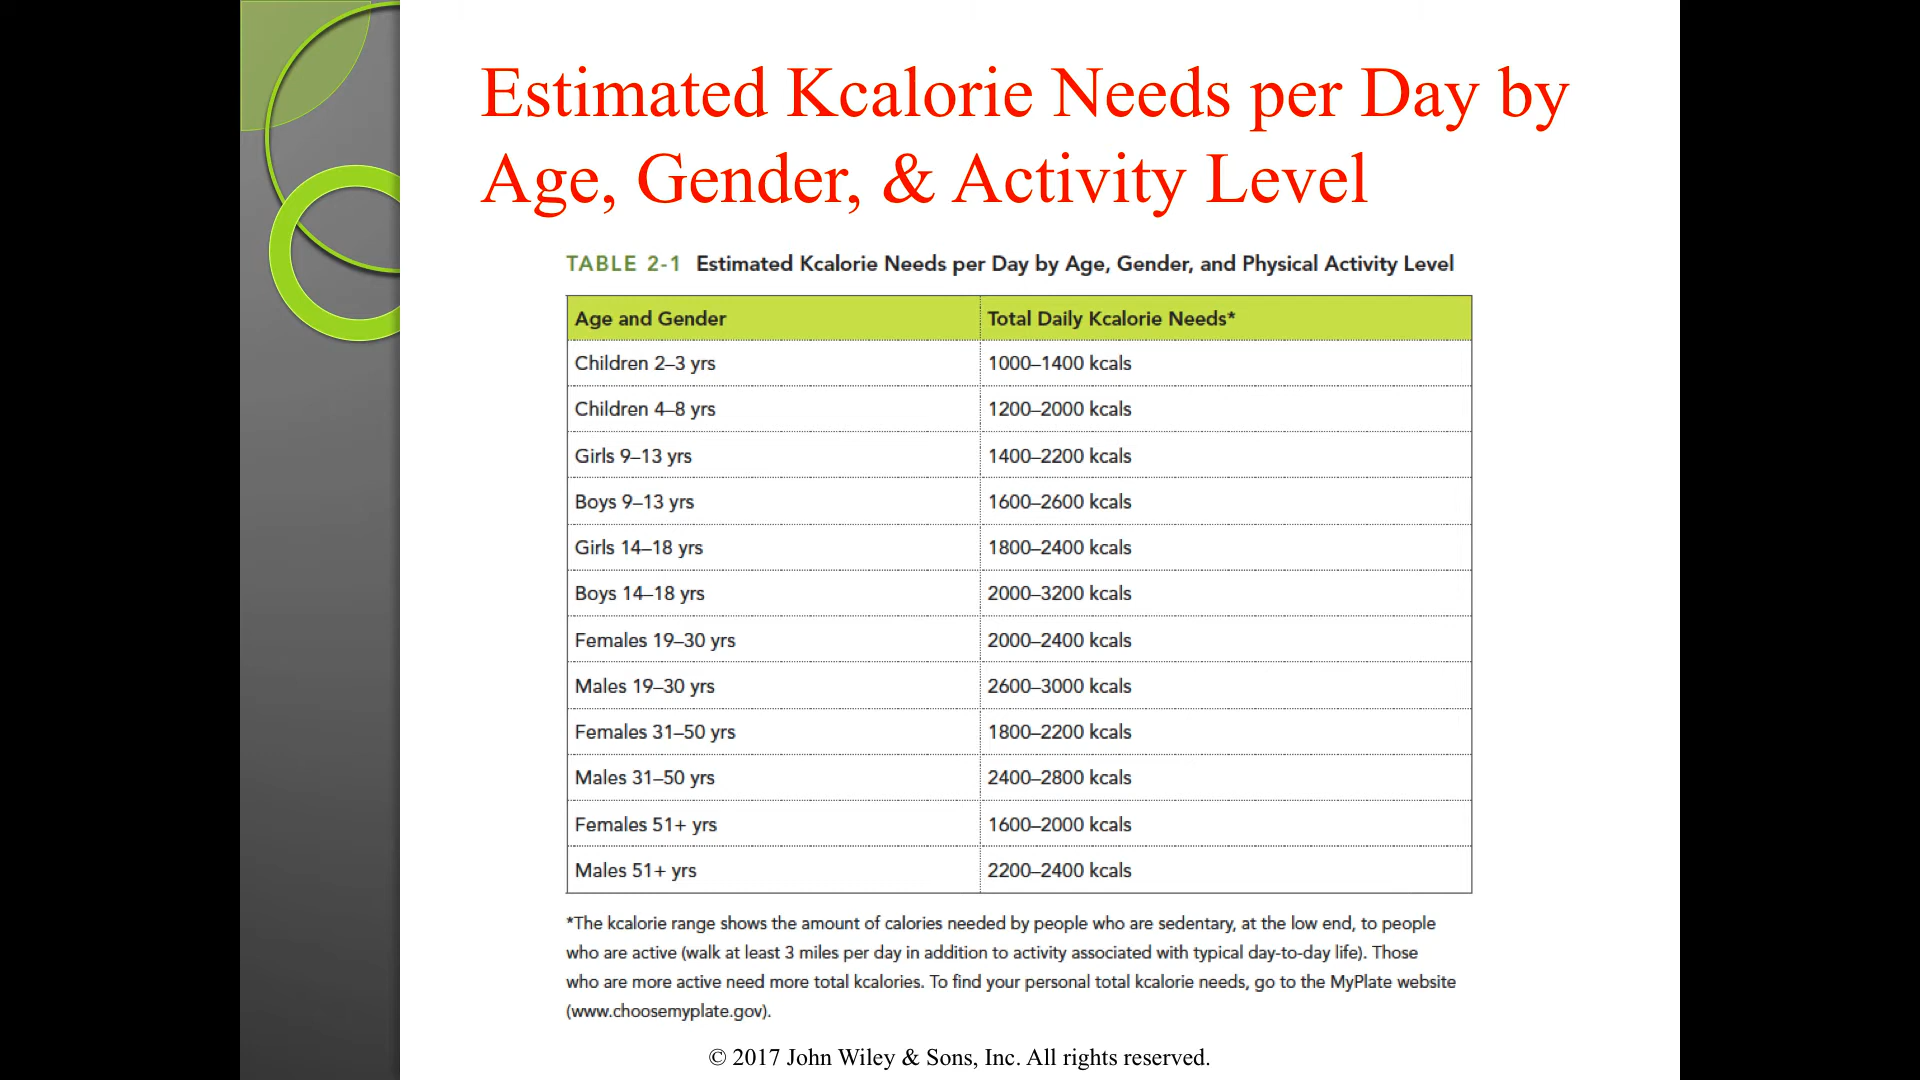 Estimated Kcalorie Needs per Day by
Age, Gender, & Activity Level
TABLE 2-1 Estimated Kcalorie Needs per Day by Age, Gender, and Physical Activity Level
Age and Gender Total Daily Kcalorie Needs*
Children 2–3 yrs 1000–1400 kcals
Children 4–8 yrs 1200–2000 kcals
Girls 9–13 yrs 1400–2200 kcals
Boys 9–13 yrs 1600–2600 kcals
Girls 14–18 yrs 1800–2400 kcals
Boys 14–18 yrs 2000–3200 kcals
Females 19–30 yrs 2000–2400 kcals
Males 19–30 yrs 2600–3000 kcals
Females 31–50 yrs 1800–2200 kcals
Males 31–50 yrs 2400–2800 kcals
Females 51+ yrs 1600–2000 kcals
Males 51+ yrs 2200–2400 kcals
*The kcalorie range shows the amount of calories needed by people who are sedentary, at the low end, to people
who are active (walk at least 3 miles per day in addition to activity associated with typical day-to-day life). Those
who are more active need more total kcalories. To find your personal total kcalorie needs, go to the MyPlate website
(www.choosemyplate.gov).
© 2017 John Wiley & Sons, Inc. All rights reserved.